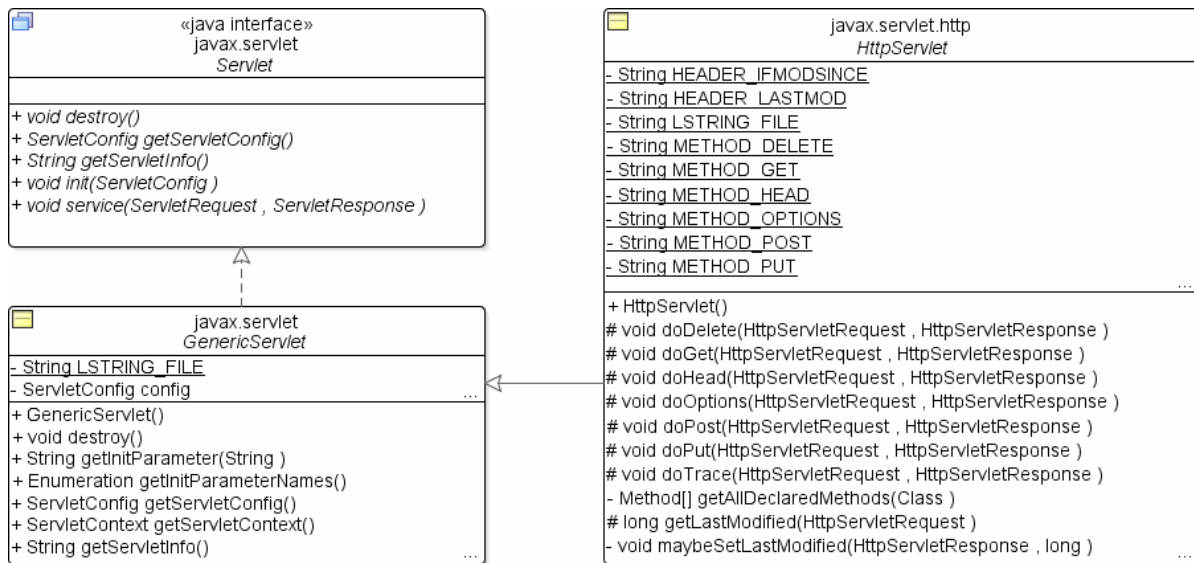 «java interface»
javax.servlet
Servlet
+ void destroy()
+ ServletConfig getServletConfig()
+ String getServletInfo()
+ void init(ServletConfig )
+ void service(ServletRequest , ServletResponse )
javax.servlet
GenericServlet
- String LSTRING_FILE
- ServletConfig config
...
+ GenericServlet()
+ void destroy()
+ String getInitParameter(String )
+ Enumeration getInitParameterNames()
+ ServletConfig getServletConfig()
+ ServletContext getServletContext()
+ String getServletInfo()
...
javax.servlet.http
HttpServlet
- String HEADER_IFMODSINCE
- String HEADER_LASTMOD
- String LSTRING_FILE
- String METHOD_DELETE
- String METHOD_GET
- String METHOD_HEAD
- String METHOD_OPTIONS
- String METHOD_POST
- String METHOD_PUT
...
+ HttpServlet()
# void doDelete(HttpServletRequest , HttpServletResponse )
# void doGet(HttpServletRequest , HttpServletResponse )
# void doHead(HttpServletRequest , HttpServletResponse )
# void doOptions(HttpServletRequest , HttpServletResponse )
# void doPost(HttpServletRequest , HttpServletResponse )
# void doPut(HttpServletRequest , HttpServletResponse )
# void doTrace(HttpServletRequest , HttpServletResponse )
- Method[] getAllDeclaredMethods(Class )
# long getLastModified(HttpServletRequest )
- void maybeSetLastModified(HttpServletResponse , long )
...